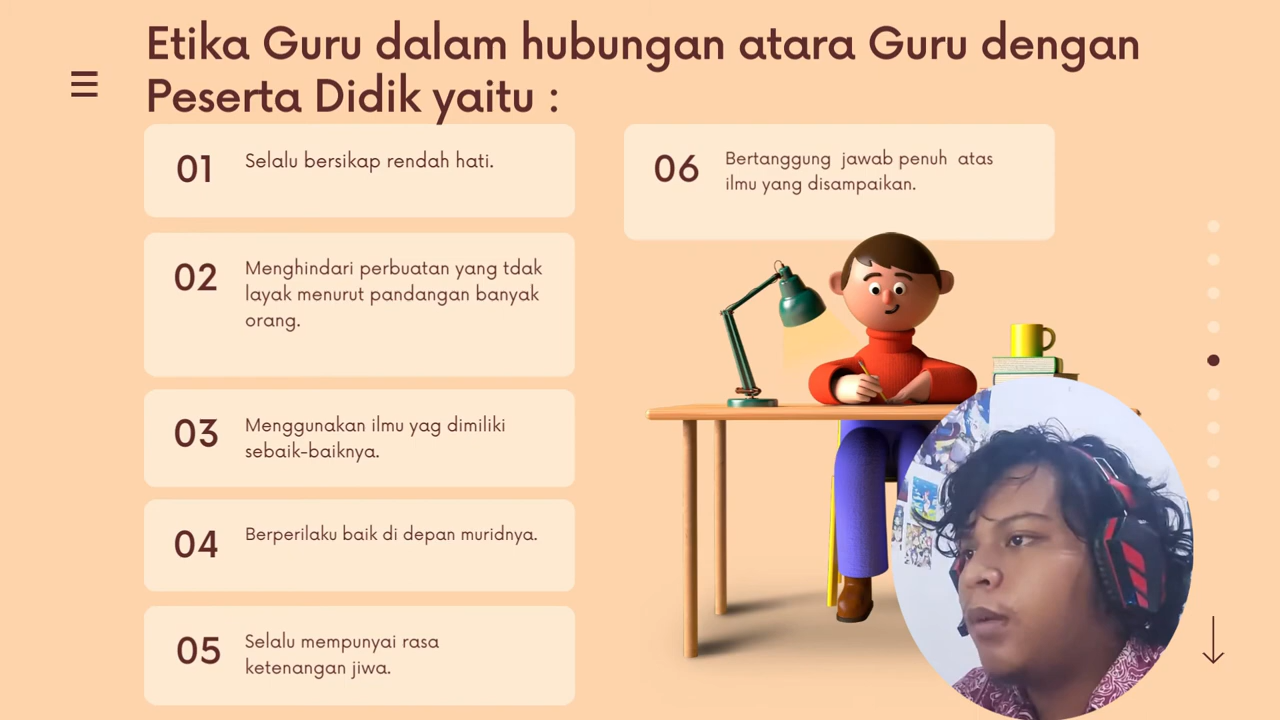 Etika Guru dalam hubungan atara Guru dengan
Peserta Didik yaitu :
01
Selalu bersikap rendah hati.
02
Menghindari perbuatan yang tdak
layak menurut pandangan banyak
orang.
03
Menggunakan ilmu yag dimiliki
sebaik-baiknya.
04
Berperilaku baik di depan muridnya.
05
Selalu mempunyai rasa
ketenangan jiwa.
06
Bertanggung jawab penuh atas
ilmu yang disampaikan.